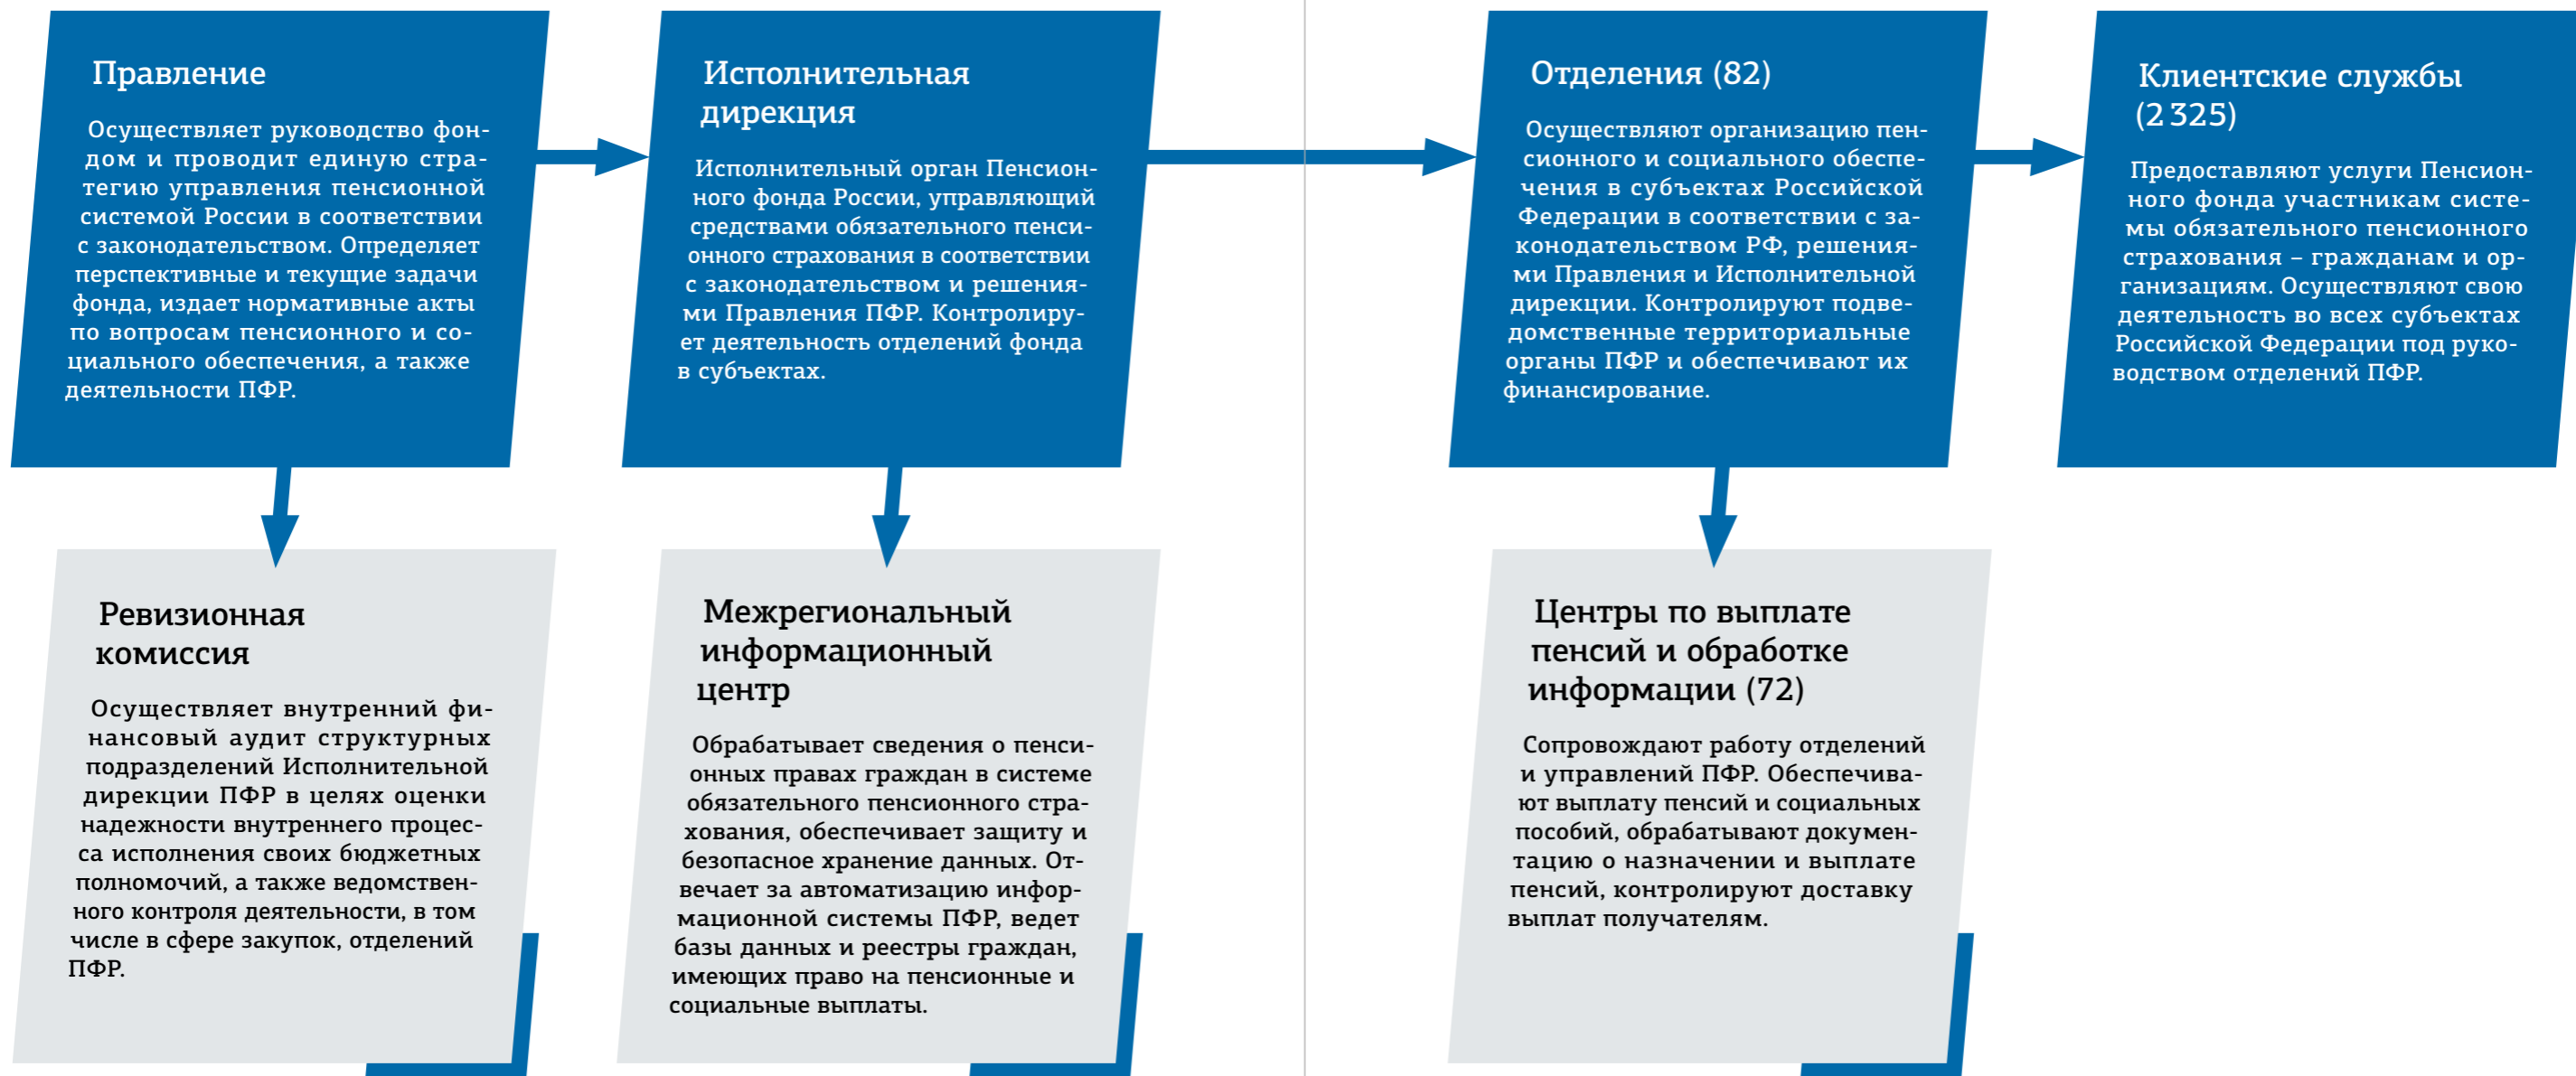 Правление
Осуществляет руководство фон-
дом и проводит единую стра-
тегию управления пенсионной
системой России в соответствии
с законодательством. Определяет
перспективные и текущие задачи
фонда, издает нормативные акты
по вопросам пенсионного и со-
циального обеспечения, а также
деятельности ПФР.
Исполнительная
дирекция
Исполнительный орган Пенсион-
ного фонда России, управляющий
средствами обязательного пенси-
онного страхования в соответствии
с законодательством и решения-
ми Правления ПФР. Контролиру-
ет деятельность отделений фонда
в субъектах.
Отделения (82)
Осуществляют организацию пен-
сионного и социального обеспе-
чения в субъектах Российской
Федерации в соответствии с за-
конодательством РФ, решения-
ми Правления и Исполнительной
дирекции. Контролируют подве-
домственные территориальные
органы ПФР и обеспечивают их
финансирование.
Клиентские службы
(2 325)
Предоставляют услуги Пенсион-
ного фонда участникам систе-
мы обязательного пенсионного
страхования – гражданам и ор-
ганизациям. Осуществляют свою
деятельность во всех субъектах
Российской Федерации под руко-
водством отделений ПФР.
Ревизионная
комиссия
Осуществляет внутренний фи-
нансовый аудит структурных
подразделений Исполнительной
дирекции ПФР в целях оценки
надежности внутреннего процес-
са исполнения своих бюджетных
полномочий, а также ведомствен-
ного контроля деятельности, в том
числе в сфере закупок, отделений
ПФР.
Межрегиональный
информационный
центр
Обрабатывает сведения о пенси-
онных правах граждан в системе
обязательного пенсионного стра-
хования, обеспечивает защиту и
безопасное хранение данных. От-
вечает за автоматизацию инфор-
мационной системы ПФР, ведет
базы данных и реестры граждан,
имеющих право на пенсионные и
социальные выплаты.
Центры по выплате
пенсий и обработке
информации (72)
Сопровождают работу отделений
и управлений ПФР. Обеспечива-
ют выплату пенсий и социальных
пособий, обрабатывают докумен-
тацию о назначении и выплате
пенсий, контролируют доставку
выплат получателям.